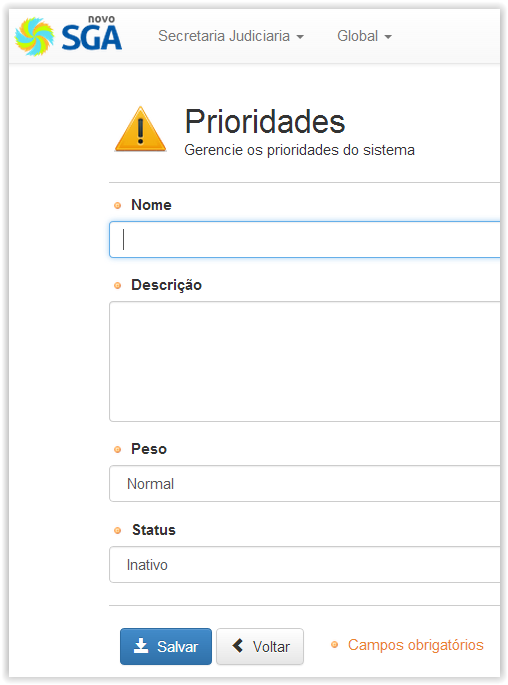 novo
SGA
Secretaria Judiciaria
Global
Prioridades
Gerencie os prioridades do sistema
Nome
Descrição
Peso
Normal
Status
Inativo
Salvar
Voltar
Campos obrigatórios